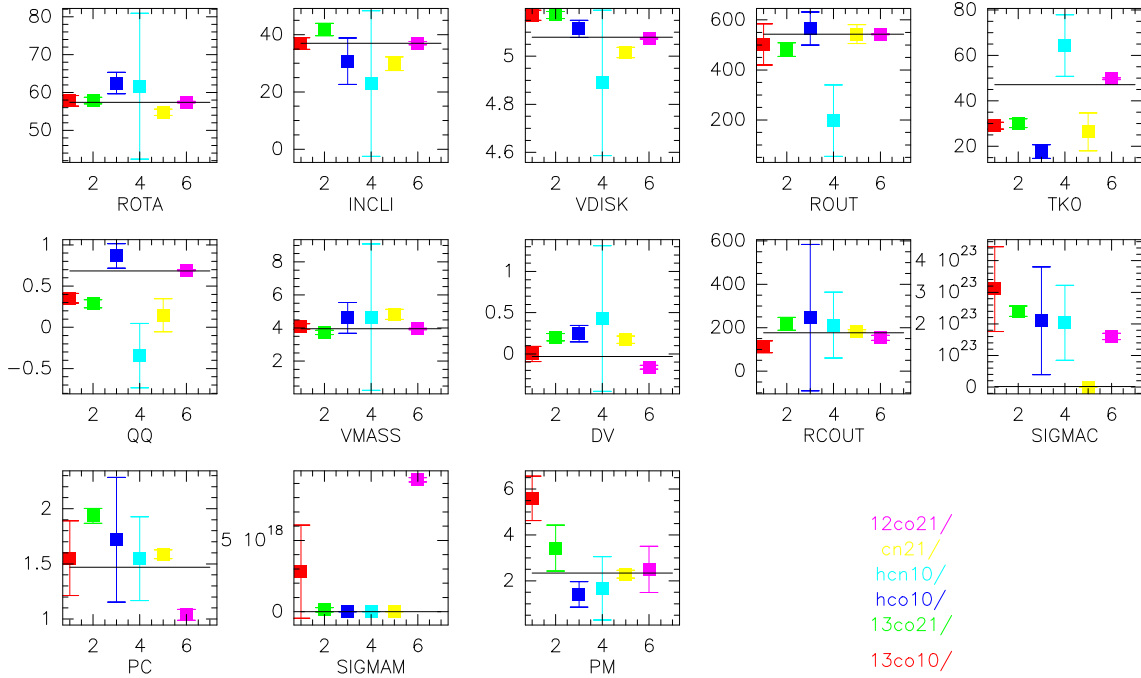 80
70
60
50
2 4 6
ROTA
40
20
0
2 4 6
INCLI
5
4.8
4.6
2 4 6
VDISK
600
400
200
2 4 6
ROUT
80
60
40
20
2 4 6
TK0
1
0.5
0
−0.5
2 4 6
QQ
8
6
4
2
2 4 6
VMASS
1
0.5
0
2 4 6
DV
600
400
200
0
2 4 6
RCOUT
4 10²³
3 10²³
2 10²³
10²³
0
2 4 6
SIGMAC
2
1.5
1
2 4 6
PC
5 10¹⁸
0
2 4 6
SIGMAM
6
4
2
2 4 6
PM
12co21/
cn21/
hcn10/
hco10/
13co21/
13co10/